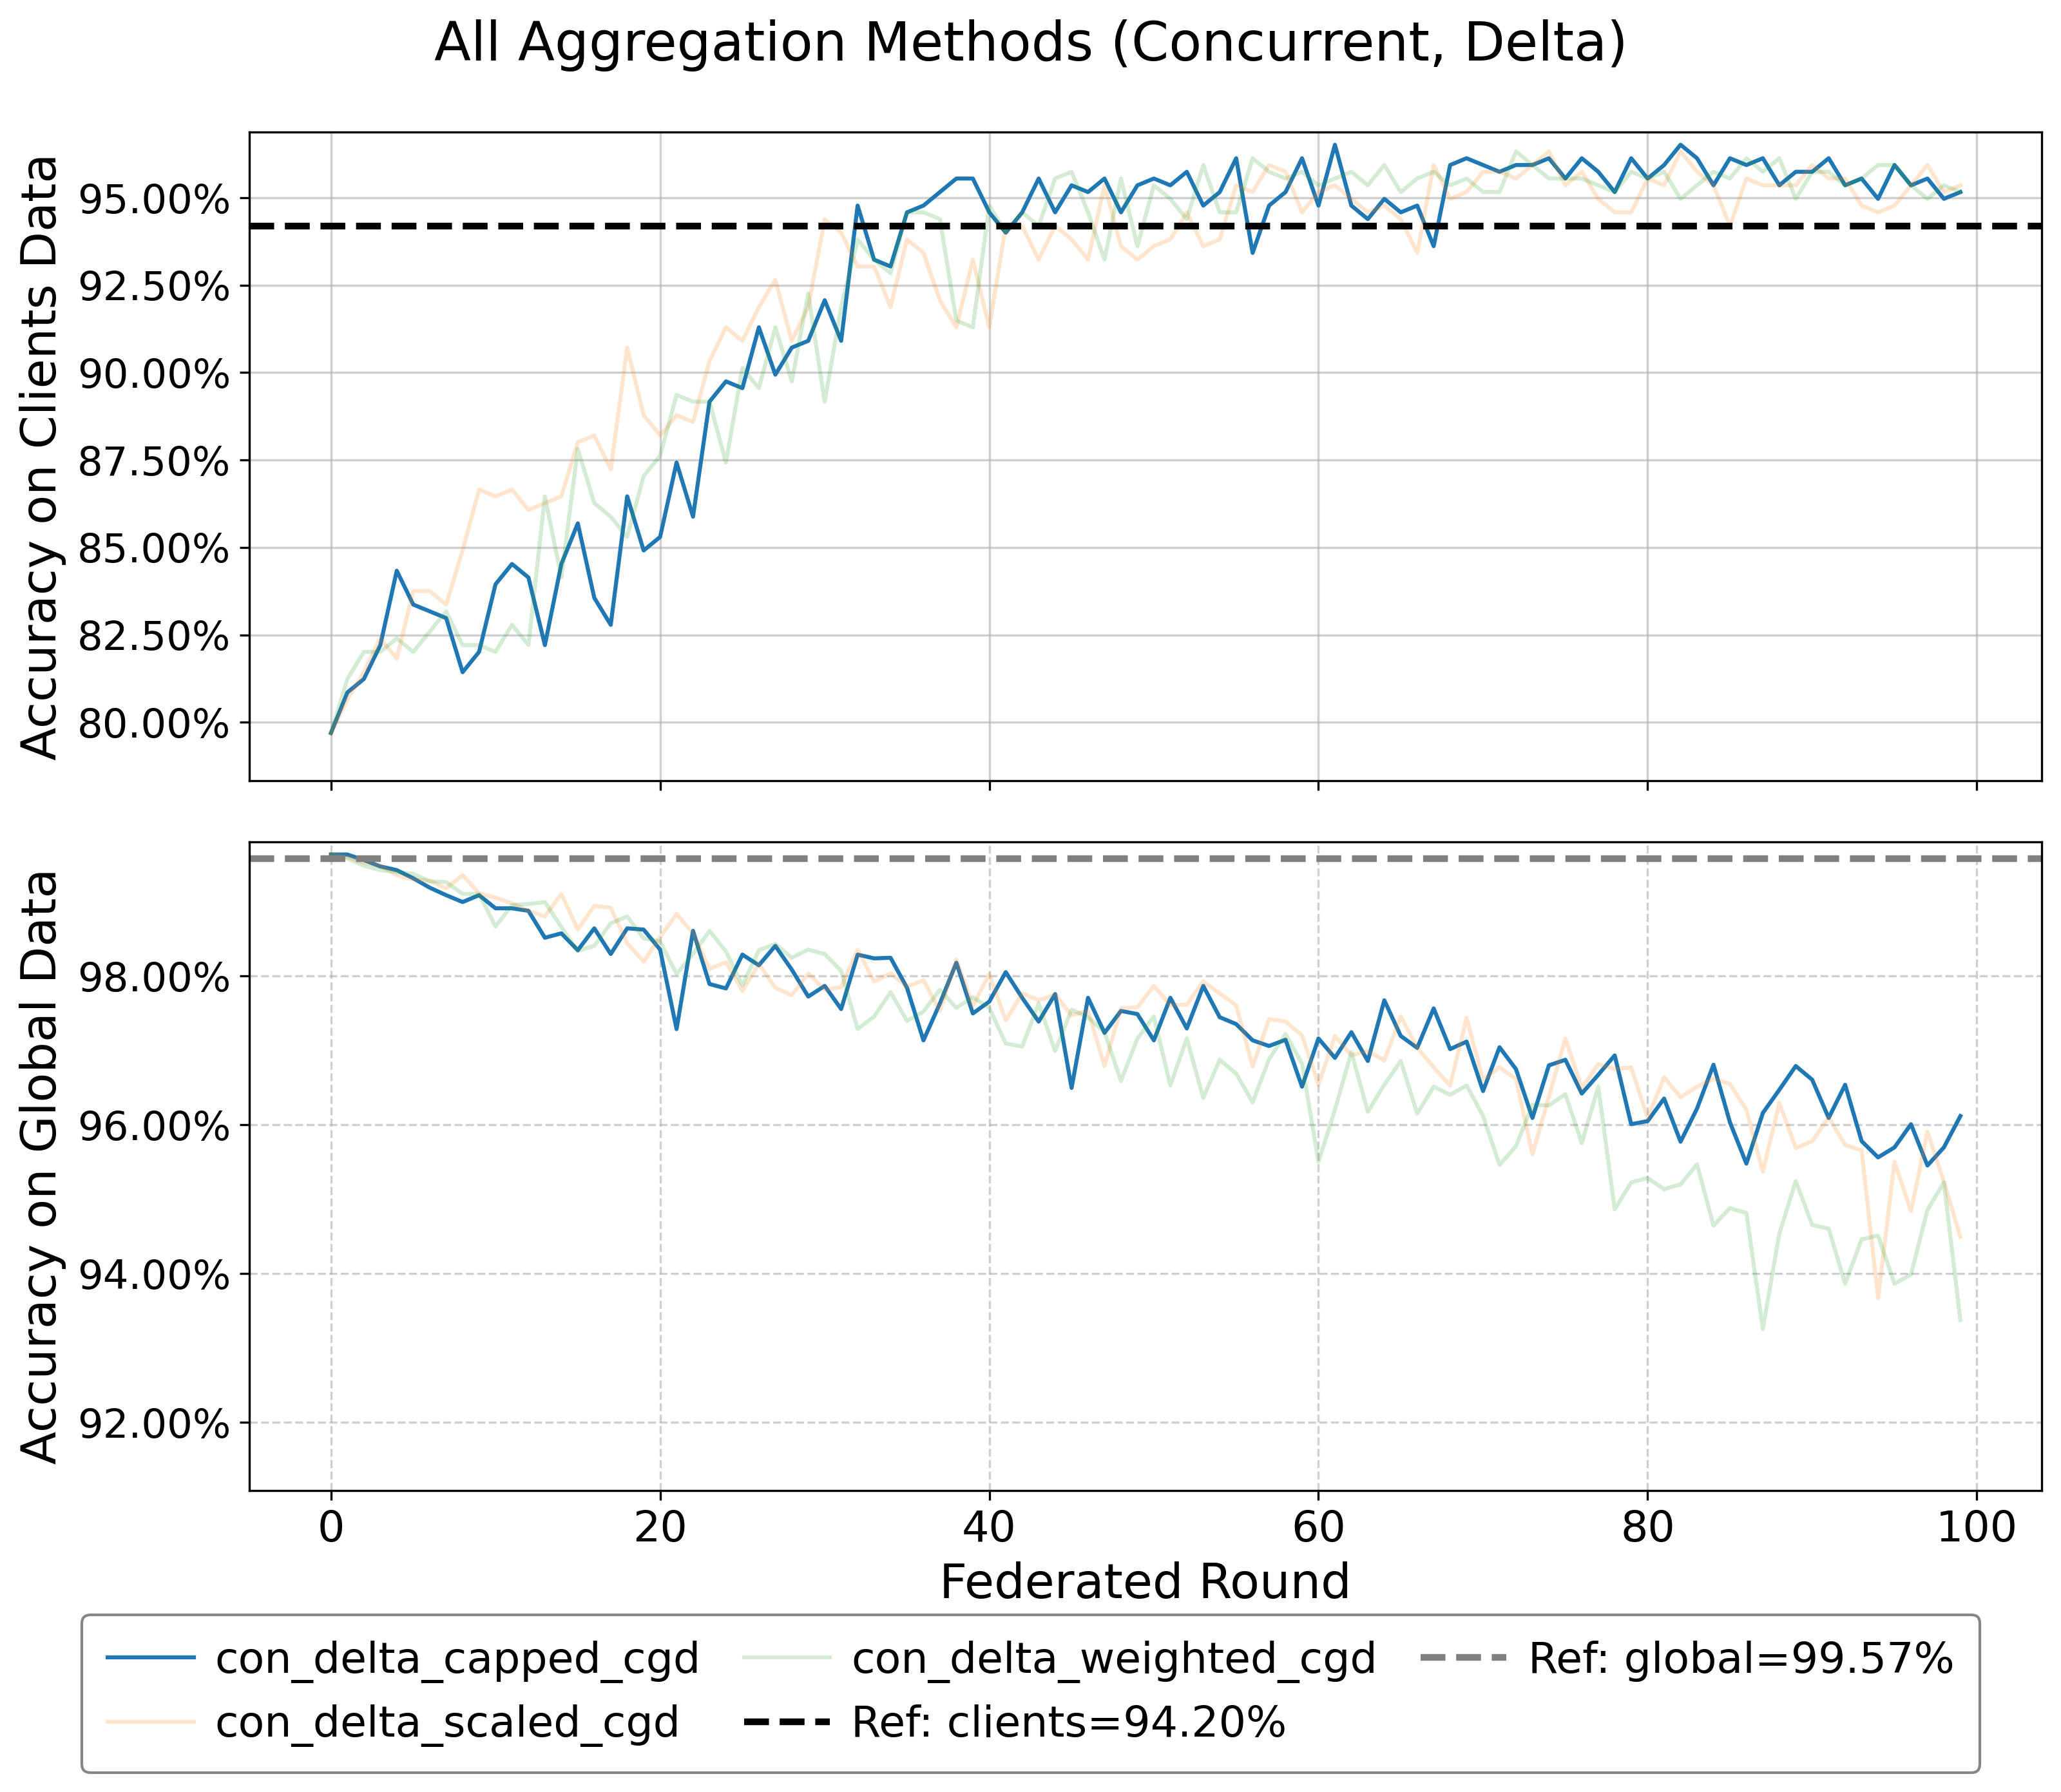 All Aggregation Methods (Concurrent, Delta)
Accuracy on Clients Data
95.00%
92.50%
90.00%
87.50%
85.00%
82.50%
80.00%
Accuracy on Global Data
98.00%
96.00%
94.00%
92.00%
0 20 40 60 80 100
Federated Round
con_delta_capped_cgd con_delta_weighted_cgd Ref: global=99.57%
con_delta_scaled_cgd Ref: clients=94.20%